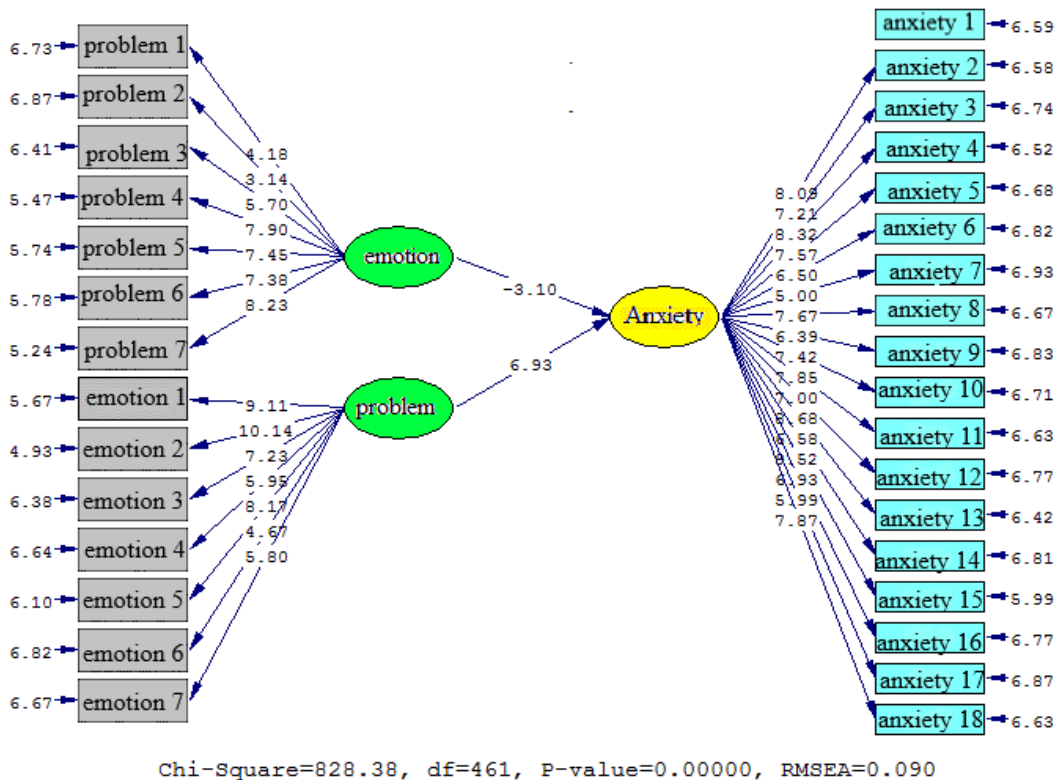 6.73 problem 1
6.87 problem 2
6.41 problem 3
5.47 problem 4
5.74 problem 5
5.78 problem 6
5.24 problem 7
5.67 emotion 1
4.93 emotion 2
6.38 emotion 3
6.64 emotion 4
6.10 emotion 5
6.82 emotion 6
6.67 emotion 7
4.18
3.14
5.70
7.90
7.45
7.38
8.23
9.11
10.14
7.23
5.95
8.17
4.67
5.80
emotion
problem
-3.10
6.93
Anxiety
8.09
7.21
8.32
7.57
6.50
5.00
7.67
6.39
7.42
7.85
7.00
6.58
6.93
5.99
7.87
anxiety 1 6.59
anxiety 2 6.58
anxiety 3 6.74
anxiety 4 6.52
anxiety 5 6.68
anxiety 6 6.82
anxiety 7 6.93
anxiety 8 6.67
anxiety 9 6.83
anxiety 10 6.71
anxiety 11 6.63
anxiety 12 6.77
anxiety 13 6.42
anxiety 14 6.81
anxiety 15 5.99
anxiety 16 6.77
anxiety 17 6.87
anxiety 18 6.63
Chi-Square=828.38, df=461, P-value=0.00000, RMSEA=0.090